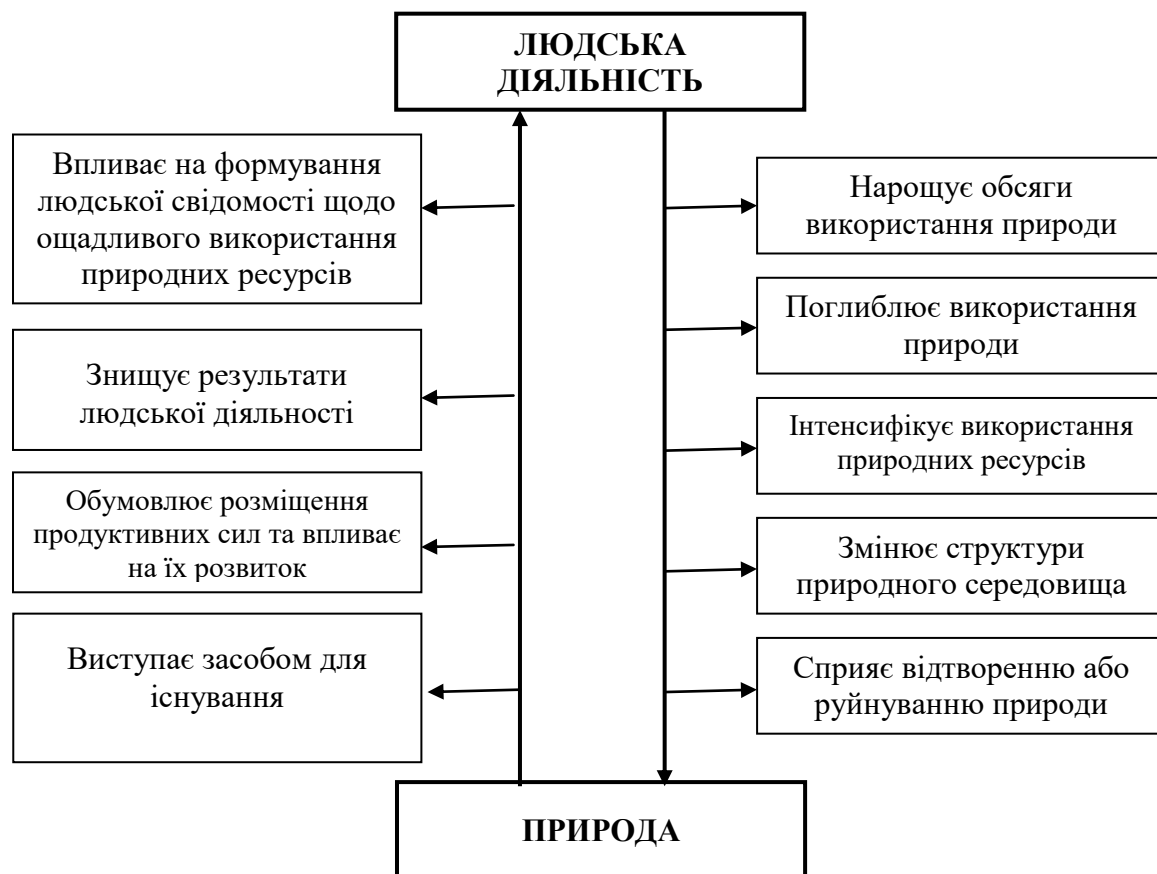 ЛЮДСЬКА
ДІЯЛЬНІСТЬ
Впливає на формування
людської свідомості щодо
ощадливого використання
природних ресурсів
Знищує результати
людської діяльності
Обумовлює розміщення
продуктивних сил та впливає
на їх розвиток
Виступає засобом для
існування
Нарощує обсяги
використання природи
Поглиблює використання
природи
Інтенсифікує використання
природних ресурсів
Змінює структури
природного середовища
Сприяє відтворенню або
руйнуванню природи
ПРИРОДА